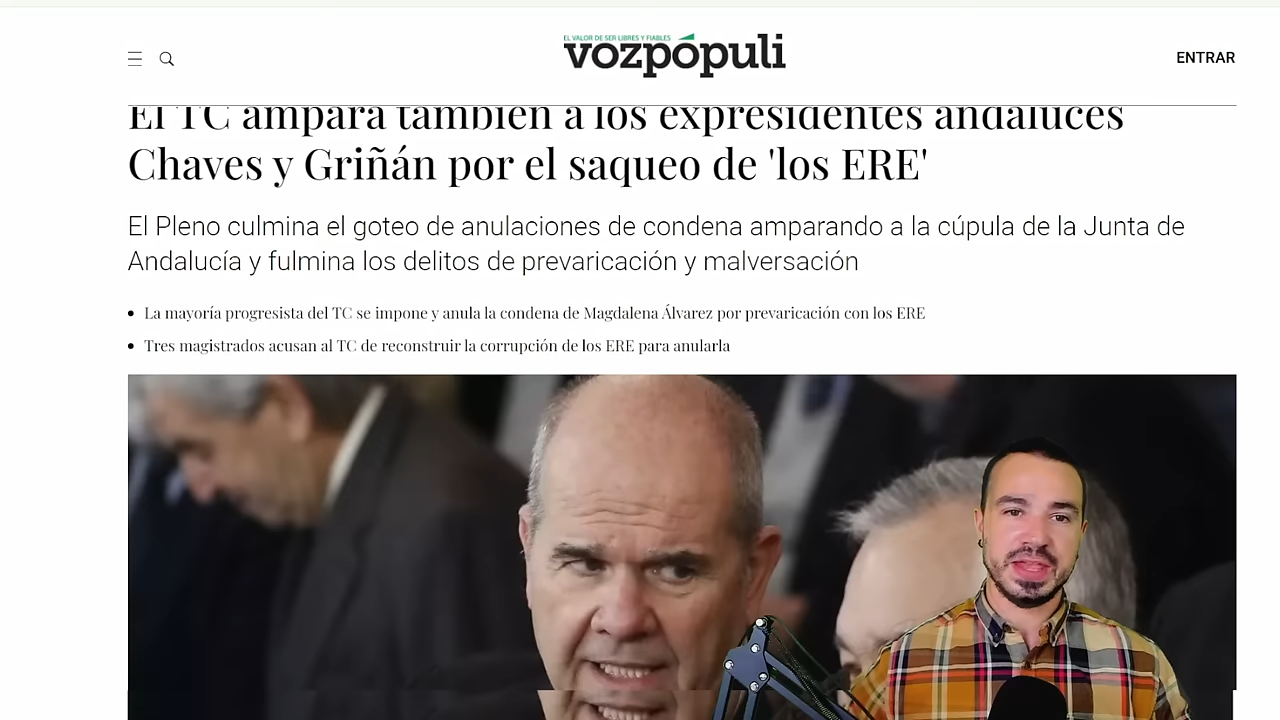 EL VALOR DE SER LIBRES Y FIABLES
vozpópuli
ENTRAR
El TC ampara también a los expresidentes andaluces
Chaves y Griñán por el saqueo de 'los ERE'
El Pleno culmina el goteo de anulaciones de condena amparando a la cúpula de la Junta de
Andalucía y fulmina los delitos de prevaricación y malversación
La mayoría progresista del TC se impone y anula la condena de Magdalena Álvarez por prevaricación con los ERE
Tres magistrados acusan al TC de reconstruir la corrupción de los ERE para anularla